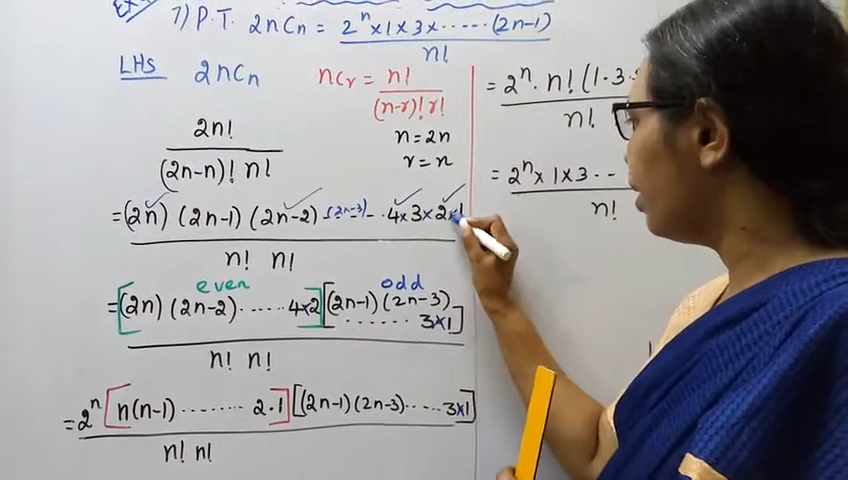 7) P.T. 2nCn = 2^n×1×3×......(2n-1)
n!
LHS 2nCn nCr = n!
(n-r)! r!
n=2n
r=n
2n!
(2n-n)! n!
=(2n) (2n-1) (2n-2) (2n-3)- - - · 4×3×2×1
n! n!
even odd
=[(2n)(2n-2)......4×2][(2n-1)(2n-3)
......3×1]
n! n!
=2^n [n(n-1)........2·1][(2n-1)(2n-3)......3×1]
n! n!
= 2^n · n! (1·3·
n!
= 2^n×1×3 - -
n!